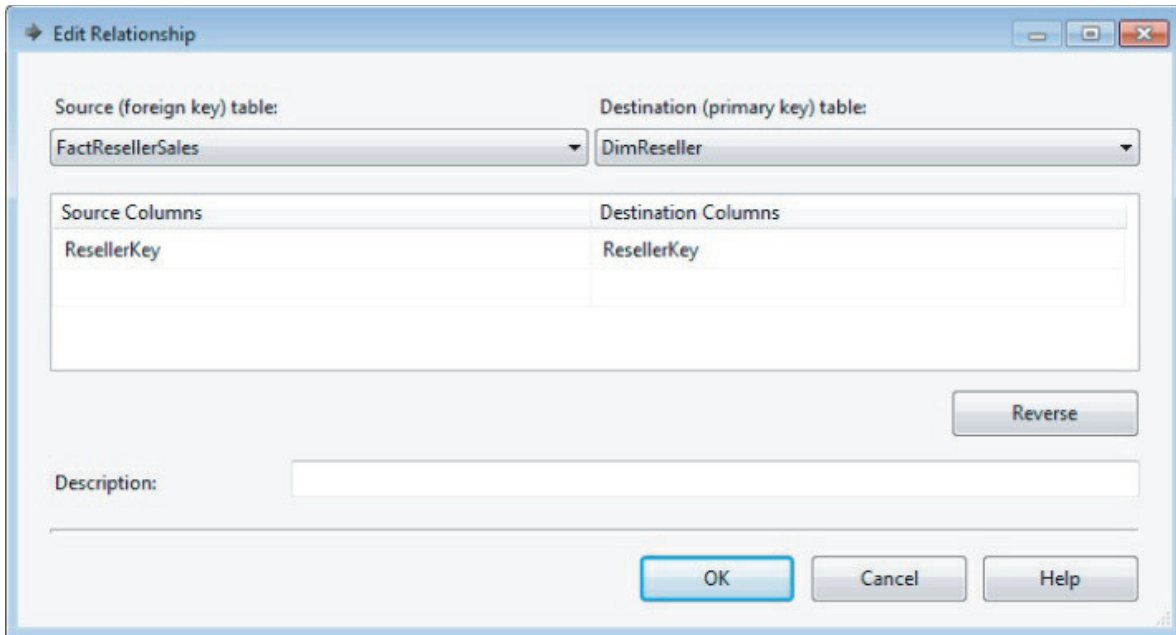 Edit Relationship
Source (foreign key) table: Destination (primary key) table:
FactResellerSales DimReseller
Source Columns Destination Columns
ResellerKey ResellerKey
Reverse
Description:
OK Cancel Help